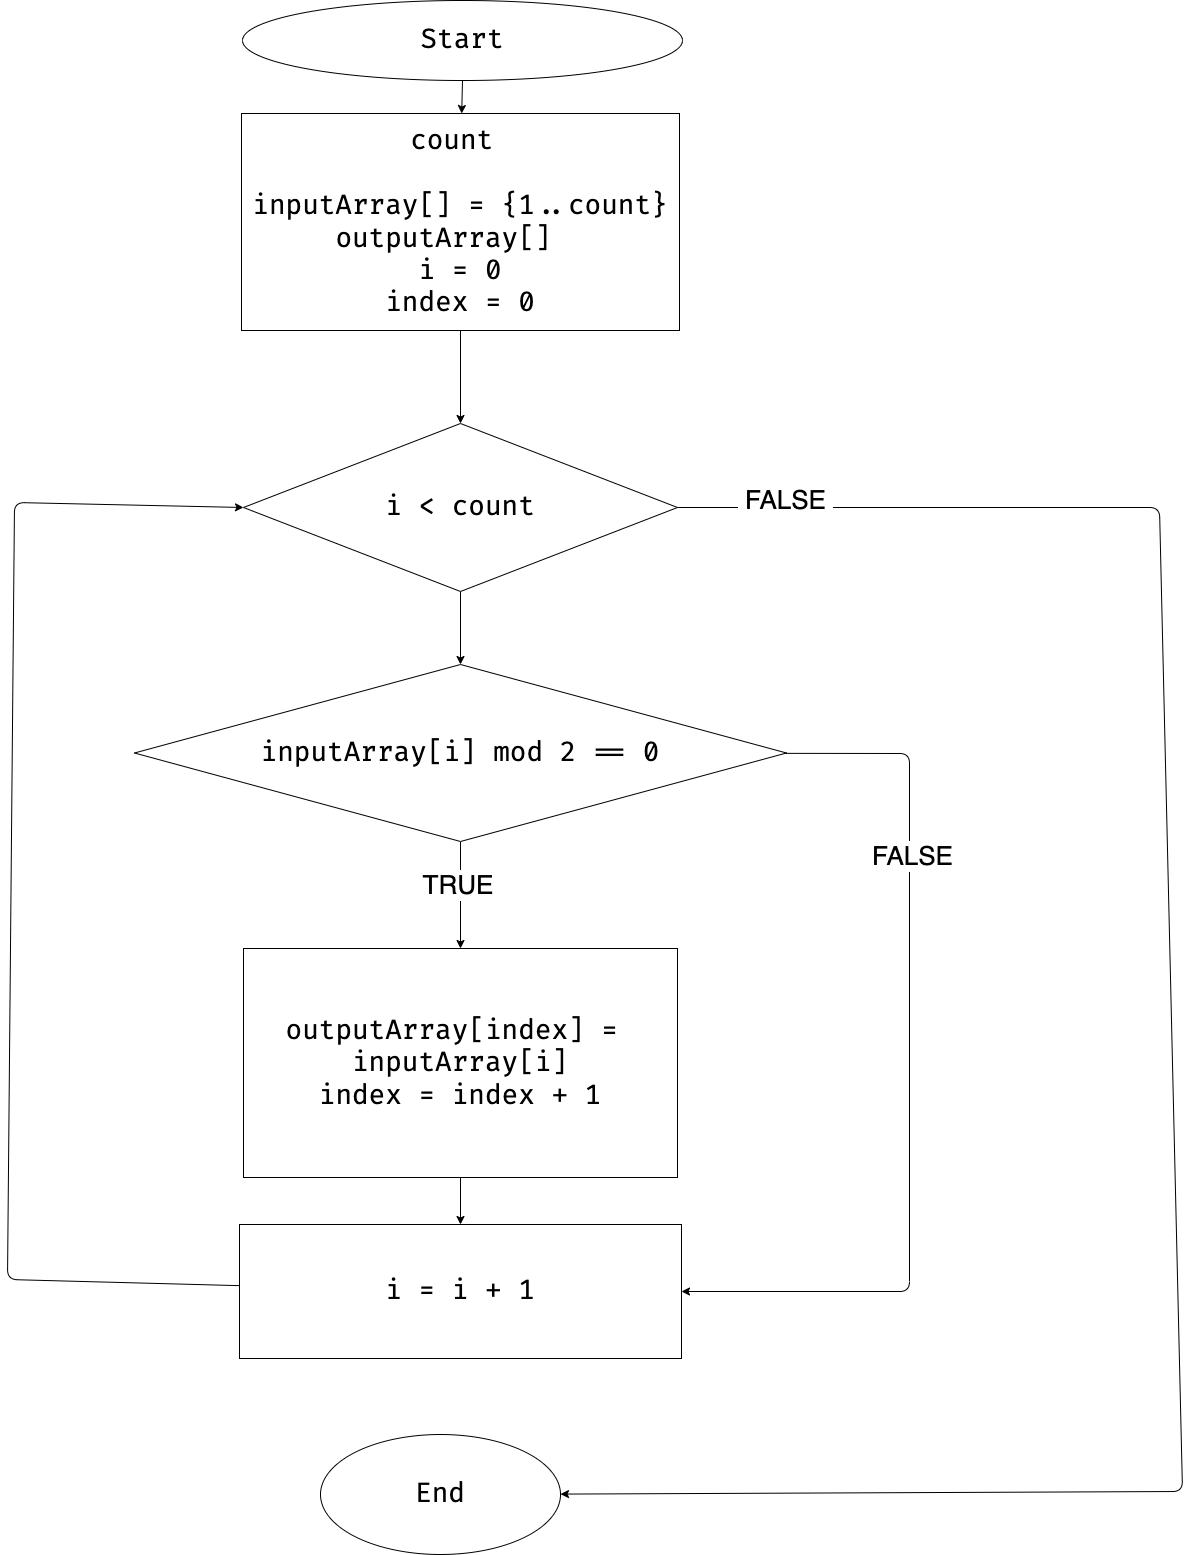 Start
count
inputArray[] = {1..count}
outputArray[]
i = 0
index = 0
i < count
FALSE
inputArray[i] mod 2 == 0
FALSE
TRUE
outputArray[index] =
inputArray[i]
index = index + 1
i = i + 1
End